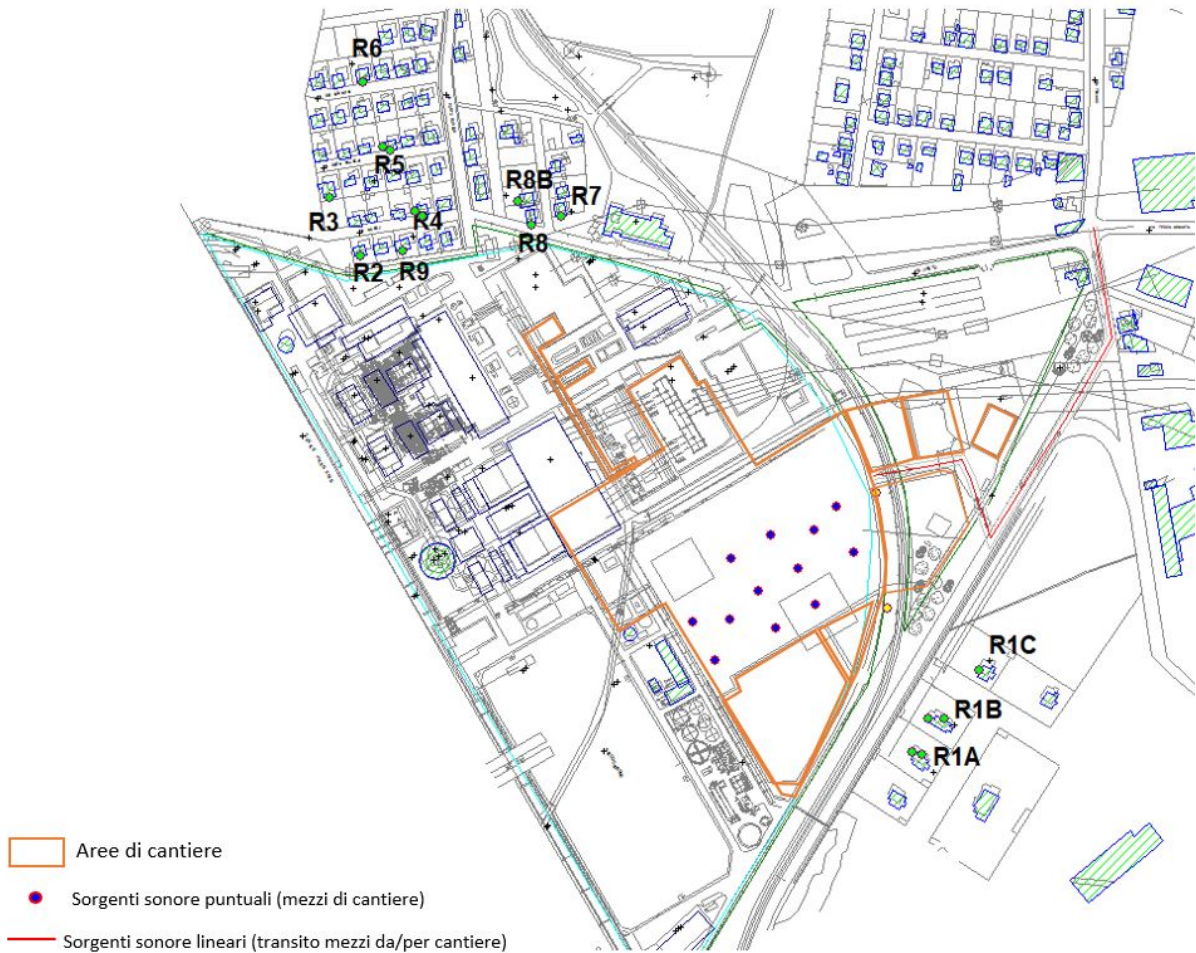 R6
R5
R3
R4
R8B
R7
R8
R2
R9
R1C
R1B
R1A
Aree di cantiere
Sorgenti sonore puntuali (mezzi di cantiere)
Sorgenti sonore lineari (transito mezzi da/per cantiere)